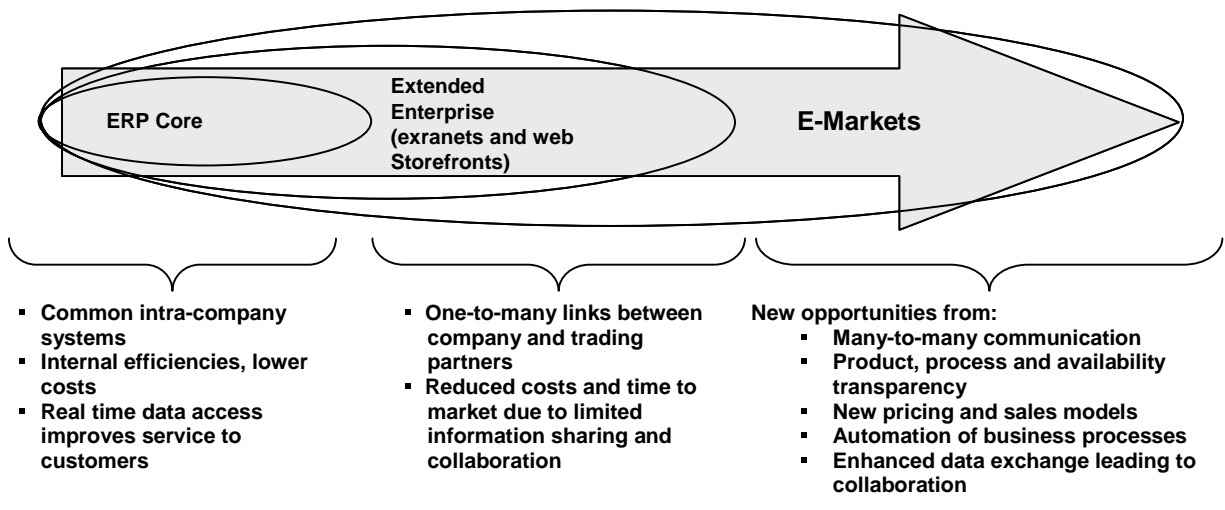 ERP Core
Extended
Enterprise
(exranets and web
Storefronts)
E-Markets
▪ Common intra-company
systems
▪ Internal efficiencies, lower
costs
▪ Real time data access
improves service to
customers
▪ One-to-many links between
company and trading
partners
▪ Reduced costs and time to
market due to limited
information sharing and
collaboration
New opportunities from:
▪ Many-to-many communication
▪ Product, process and availability
transparency
▪ New pricing and sales models
▪ Automation of business processes
▪ Enhanced data exchange leading to
collaboration